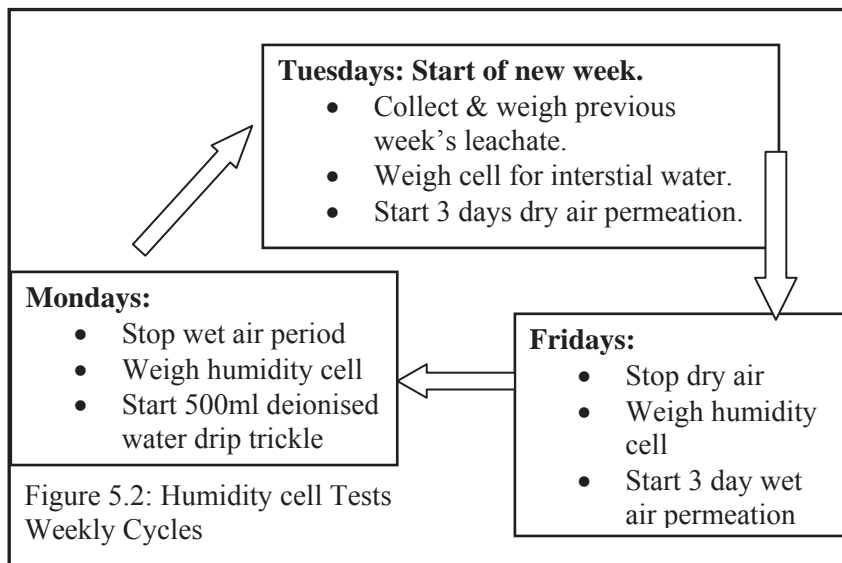 Tuesdays: Start of new week.
• Collect & weigh previous
week's leachate.
• Weigh cell for interstial water.
• Start 3 days dry air permeation.
Fridays:
• Stop dry air
• Weigh humidity
cell
• Start 3 day wet
air permeation
Mondays:
• Stop wet air period
• Weigh humidity cell
• Start 500ml deionised
water drip trickle
Figure 5.2: Humidity cell Tests
Weekly Cycles